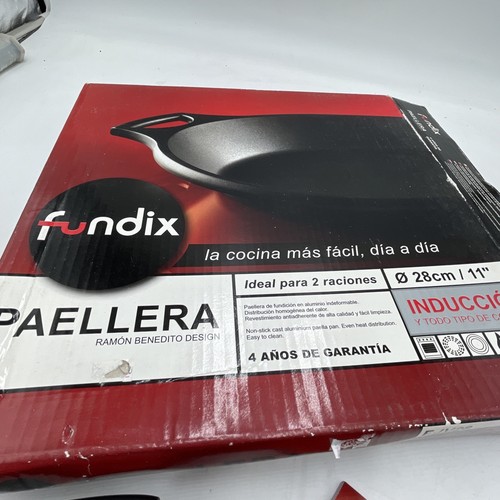 fundix
fundix
la cocina más fácil, día a día
PAELLERA
RAMÓN BENEDITO DESIGN
Ideal para 2 raciones
Ø 28cm / 11"
Paellera de fundición en aluminio indeformable.
Distribución homogénea del calor.
Revestimiento antiadherente de alta calidad y fácil limpieza.
Non-stick cast aluminium paella pan. Even heat distribution.
Easy to clean.
4 AÑOS DE GARANTÍA
INDUCCIÓ
Y TODO TIPO DE C